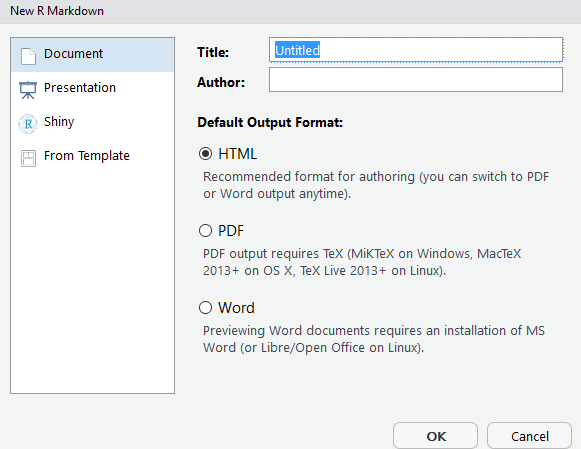 New R Markdown
Document
Presentation
Shiny
From Template
Title:
Untitled
Author:
Default Output Format:
HTML
Recommended format for authoring (you can switch to PDF
or Word output anytime).
PDF
PDF output requires TeX (MiKTeX on Windows, MacTeX
2013+ on OS X, TeX Live 2013+ on Linux).
Word
Previewing Word documents requires an installation of MS
Word (or Libre/Open Office on Linux).
OK
Cancel